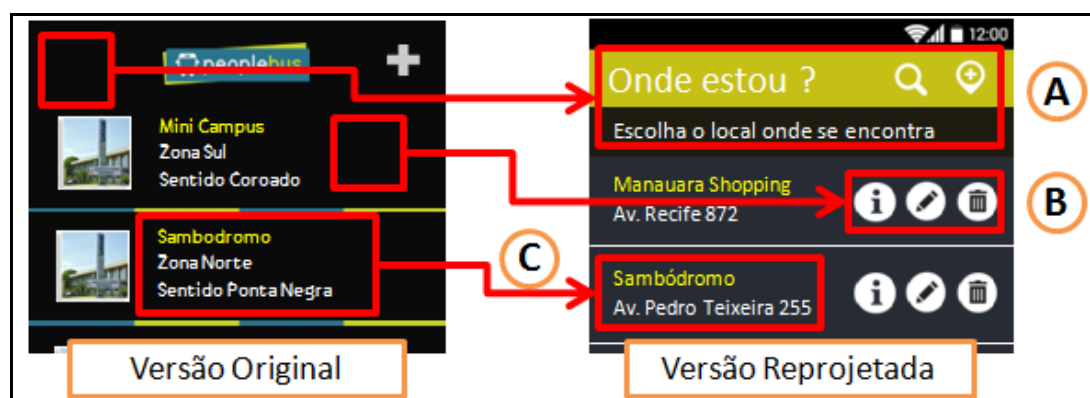 peoplebus
Mini Campus
Zona Sul
Sentido Coroado
Sambodromo
Zona Norte
Sentido Ponta Negra
Versão Original
C
12:00
Onde estou ?
Escolha o local onde se encontra
Manauara Shopping
Av. Recife 872
Sambódromo
Av. Pedro Teixeira 255
Versão Reprojetada
A
B